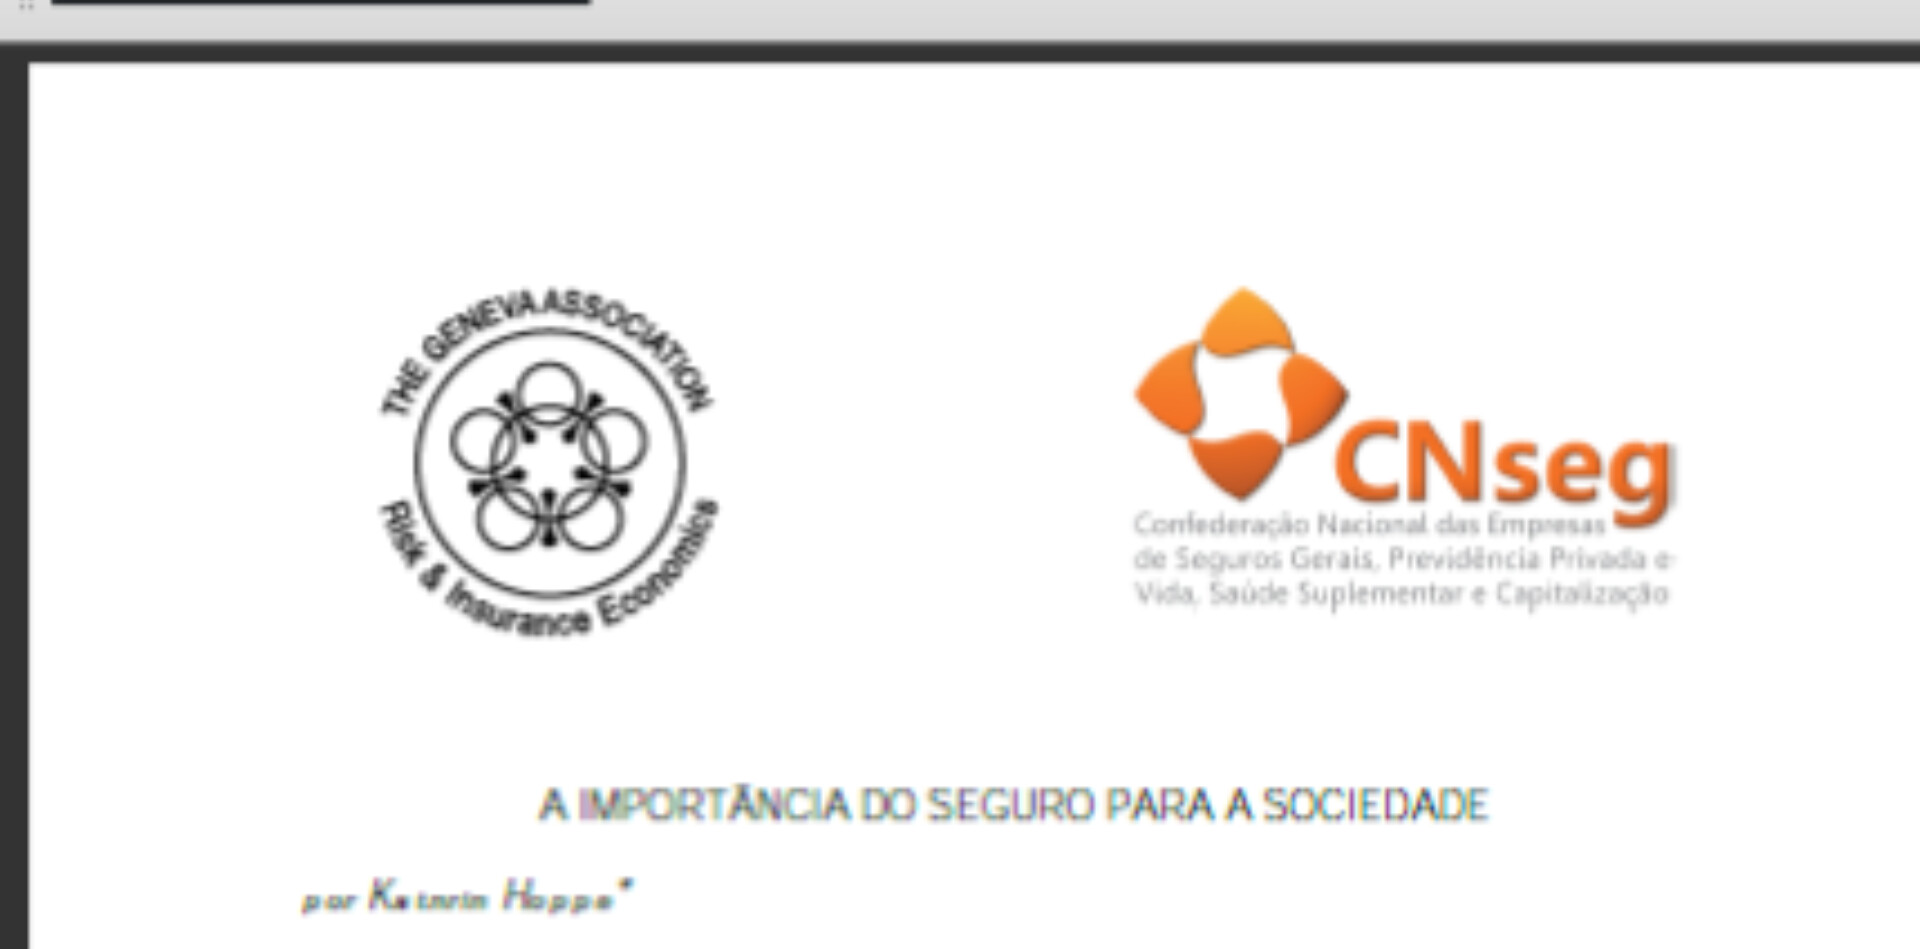 THE GENEVA ASSOCIATION
Risk & Insurance Economics
CNseg
Confederação Nacional das Empresas
de Seguros Gerais, Previdência Privada e
Vida, Saúde Suplementar e Capitalização
A IMPORTÂNCIA DO SEGURO PARA A SOCIEDADE
por Kathrin Hoppe*